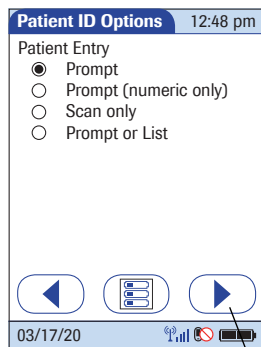 Patient ID Options 12:48 pm
Patient Entry
Prompt
Prompt (numeric only)
Scan only
Prompt or List
03/17/20